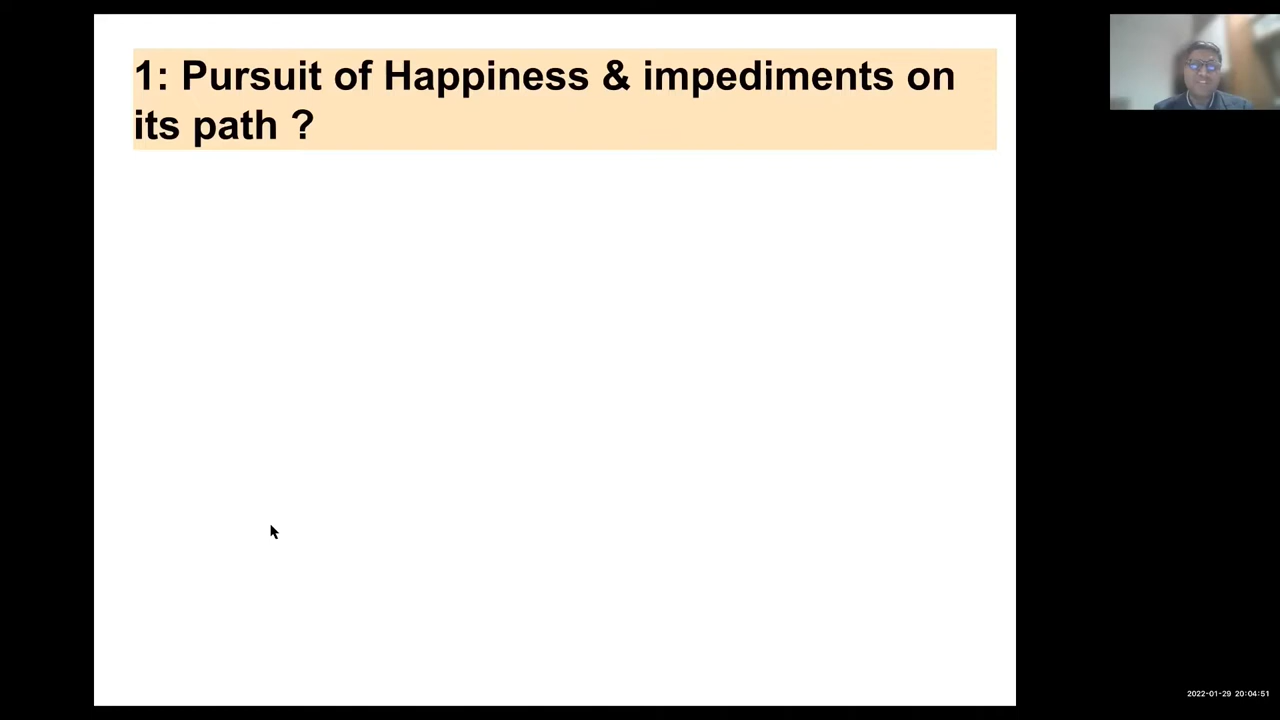 1: Pursuit of Happiness & impediments on
its path ?
2022-01-29 20:04:51